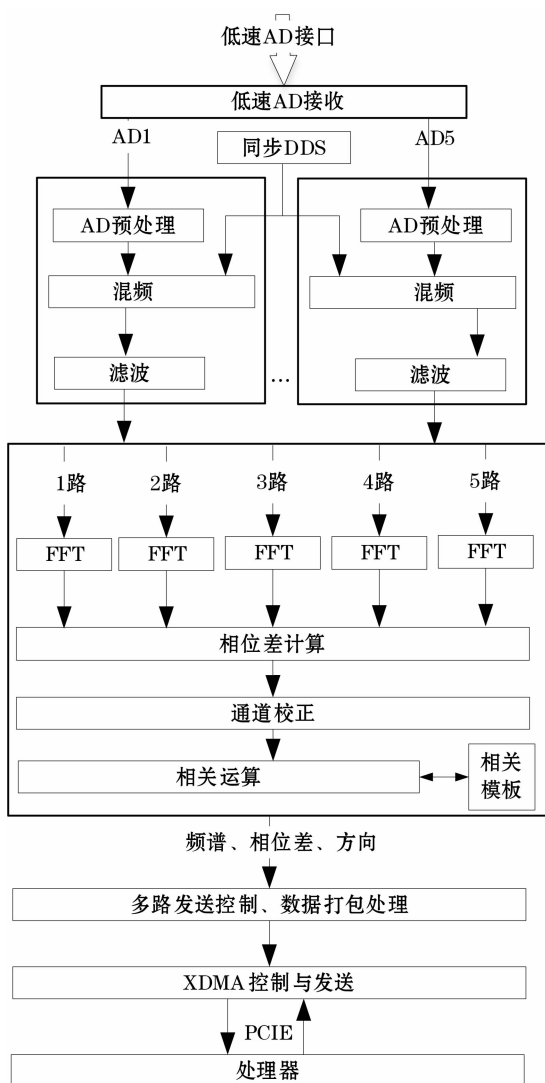 低速AD接口
低速AD接收
AD1
同步DDS
AD5
AD预处理
AD预处理
混频
混频
滤波
…
滤波
1路
2路
3路
4路
5路
FFT
FFT
FFT
FFT
FFT
相位差计算
通道校正
相关运算
相关
模板
频谱、相位差、方向
多路发送控制、数据打包处理
XDMA 控制与发送
PCIE
处理器